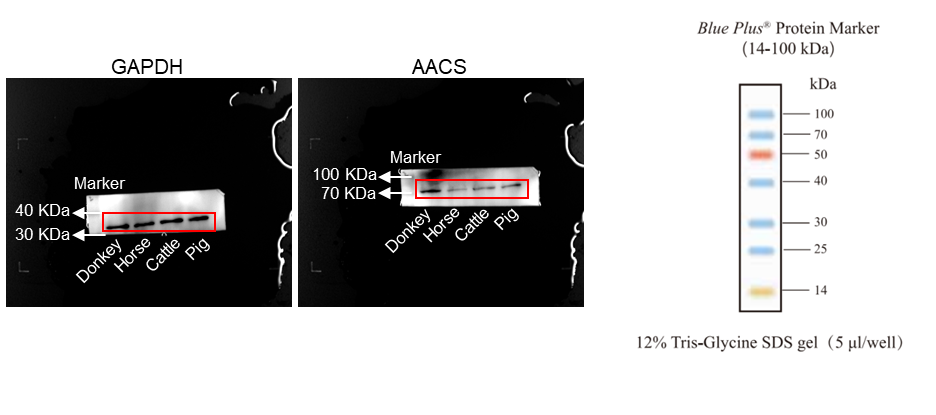 GAPDH
Marker
40 KDa
30 KDa
Donkey
Horse
Cattle
Pig
AACS
Marker
100 KDa
70 KDa
Donkey
Horse
Cattle
Pig
Blue Plus® Protein Marker
(14-100 kDa)
kDa
100
70
50
40
30
25
14
12% Tris-Glycine SDS gel（5 μl/well）